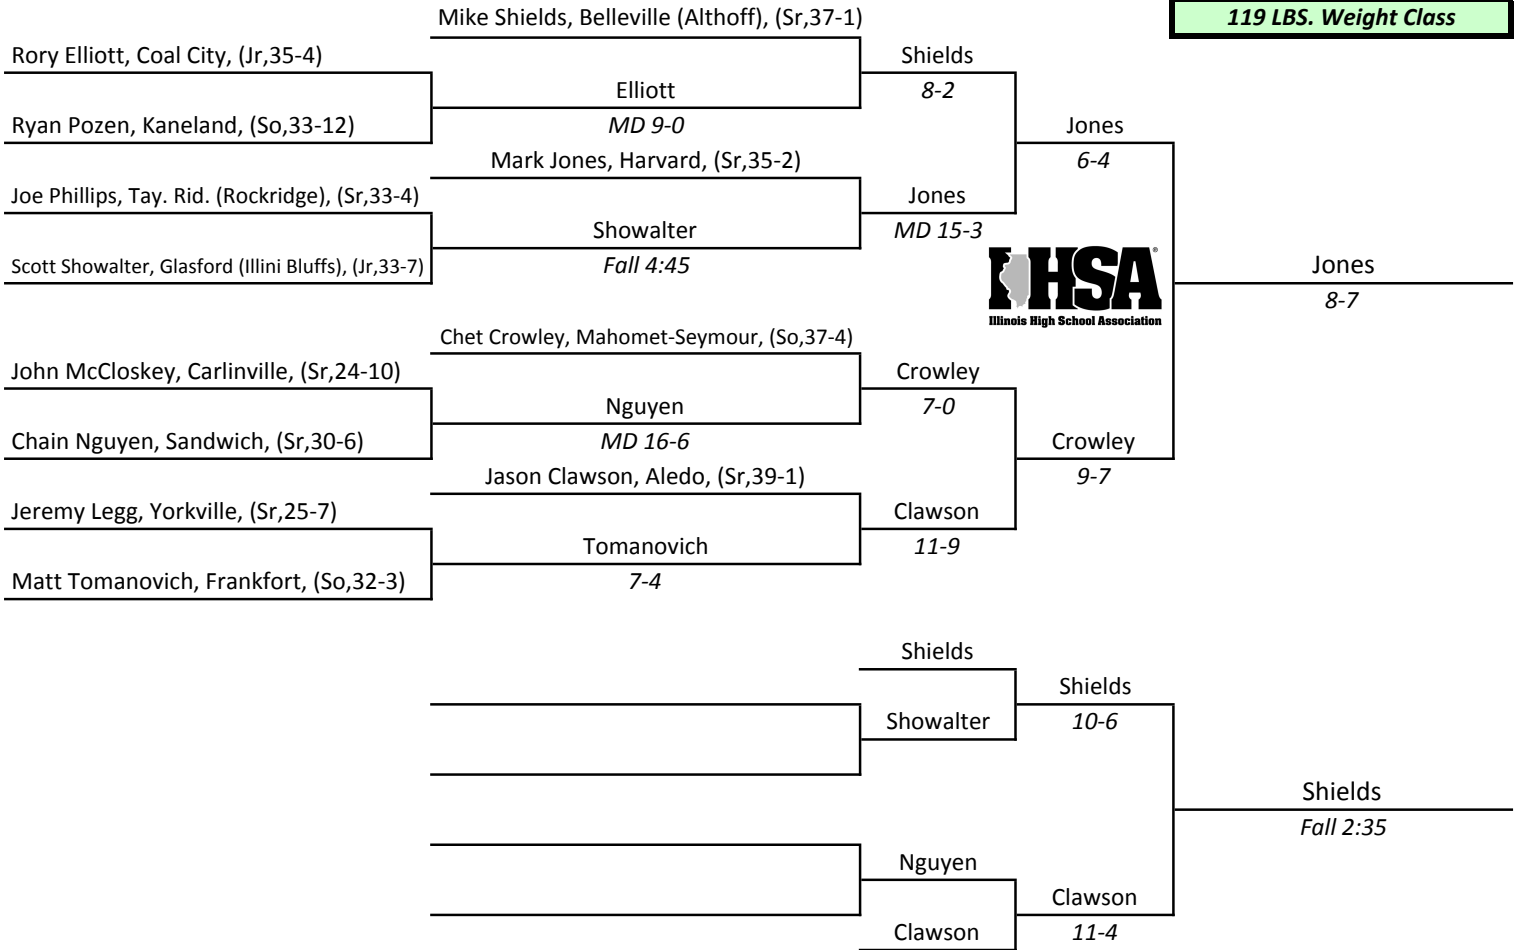 Mike Shields, Belleville (Althoff), (Sr,37-1)
119 LBS. Weight Class
Rory Elliott, Coal City, (Jr,35-4)
Shields
Elliott
8-2
Ryan Pozen, Kaneland, (So,33-12)
MD 9-0
Jones
Mark Jones, Harvard, (Sr,35-2)
6-4
Joe Phillips, Tay. Rid. (Rockridge), (Sr,33-4)
Jones
Showalter
MD 15-3
Scott Showalter, Glasford (Illini Bluffs), (Jr,33-7)
Fall 4:45
IHSA®
Illinois High School Association
Jones
8-7
Chet Crowley, Mahomet-Seymour, (So,37-4)
John McCloskey, Carlinville, (Sr,24-10)
Crowley
Nguyen
7-0
Chain Nguyen, Sandwich, (Sr,30-6)
MD 16-6
Crowley
Jason Clawson, Aledo, (Sr,39-1)
9-7
Jeremy Legg, Yorkville, (Sr,25-7)
Clawson
Tomanovich
11-9
Matt Tomanovich, Frankfort, (So,32-3)
7-4
Shields
Shields
Showalter
10-6
Shields
Fall 2:35
Nguyen
Clawson
Clawson
11-4